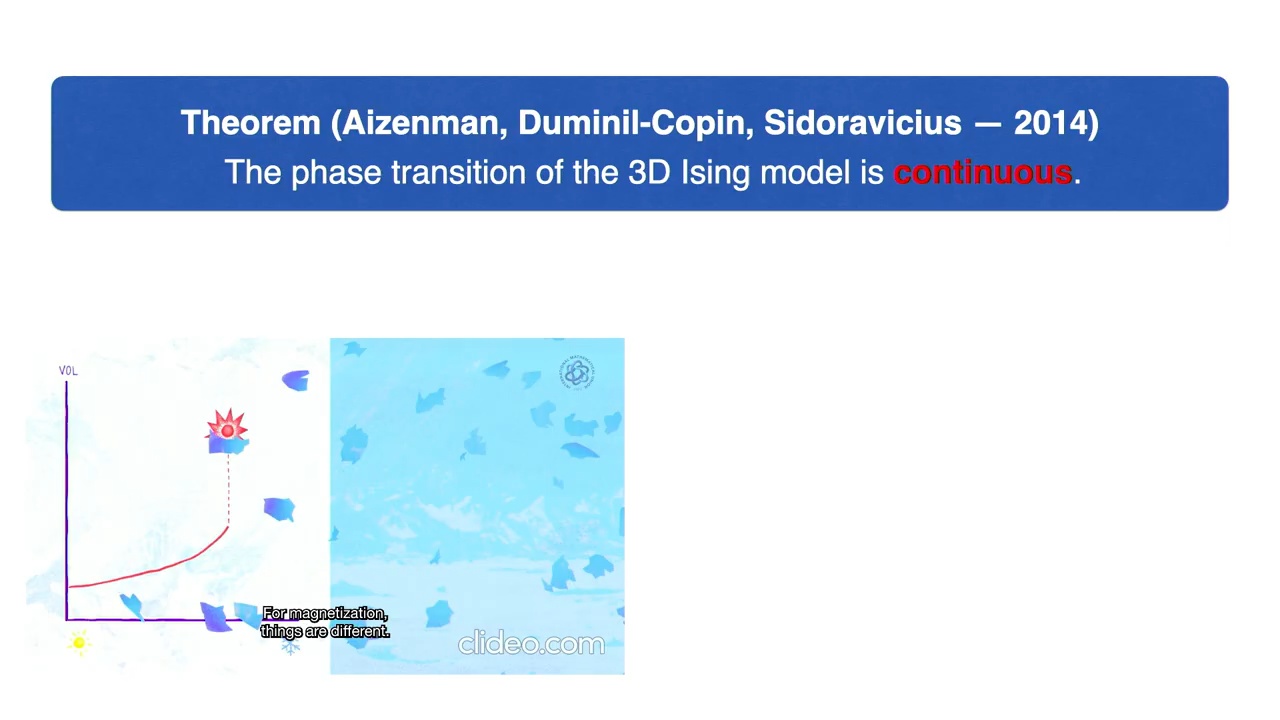 Theorem (Aizenman, Duminil-Copin, Sidoravicius — 2014)
The phase transition of the 3D Ising model is continuous.
VOL
For magnetization,
things are different.
clideo.com